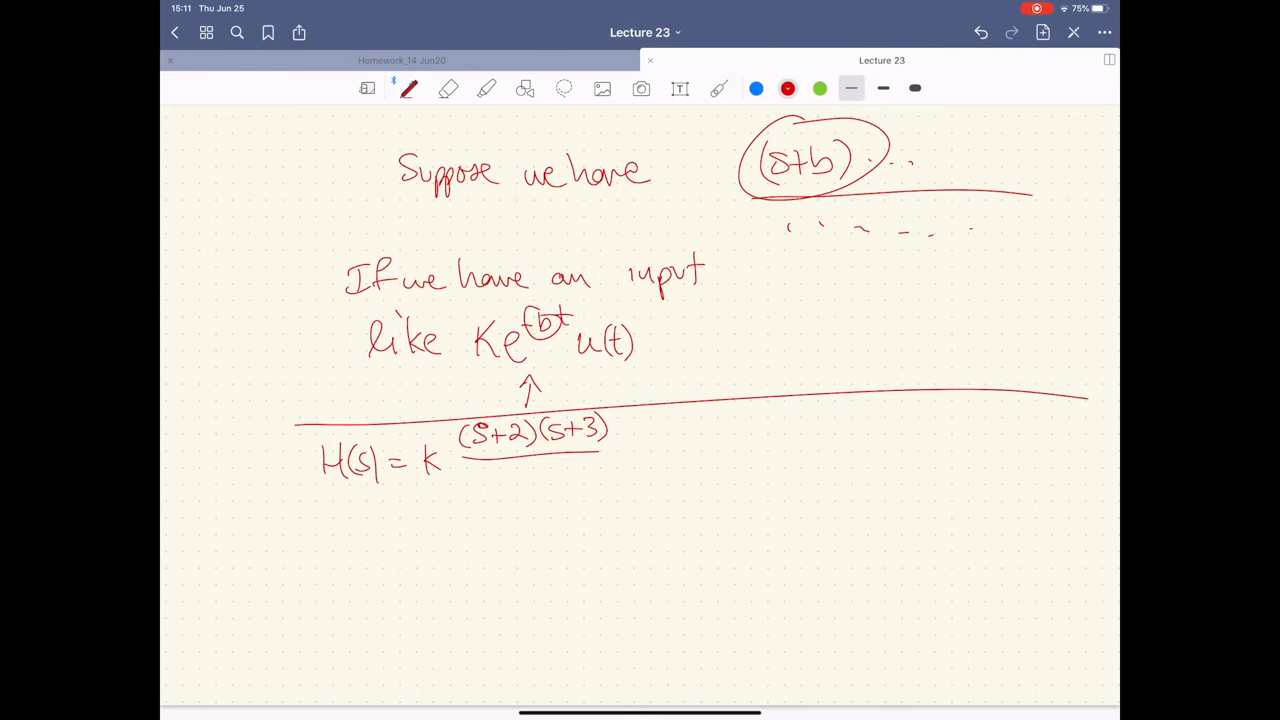 15:11 Thu Jun 25
75%
Lecture 23
Homework_14 Jun20
Lecture 23
Suppose we have (s+b)...
If we have an input
like Ke^{-bt} u(t)
H(s) = K (s+2)(s+3)